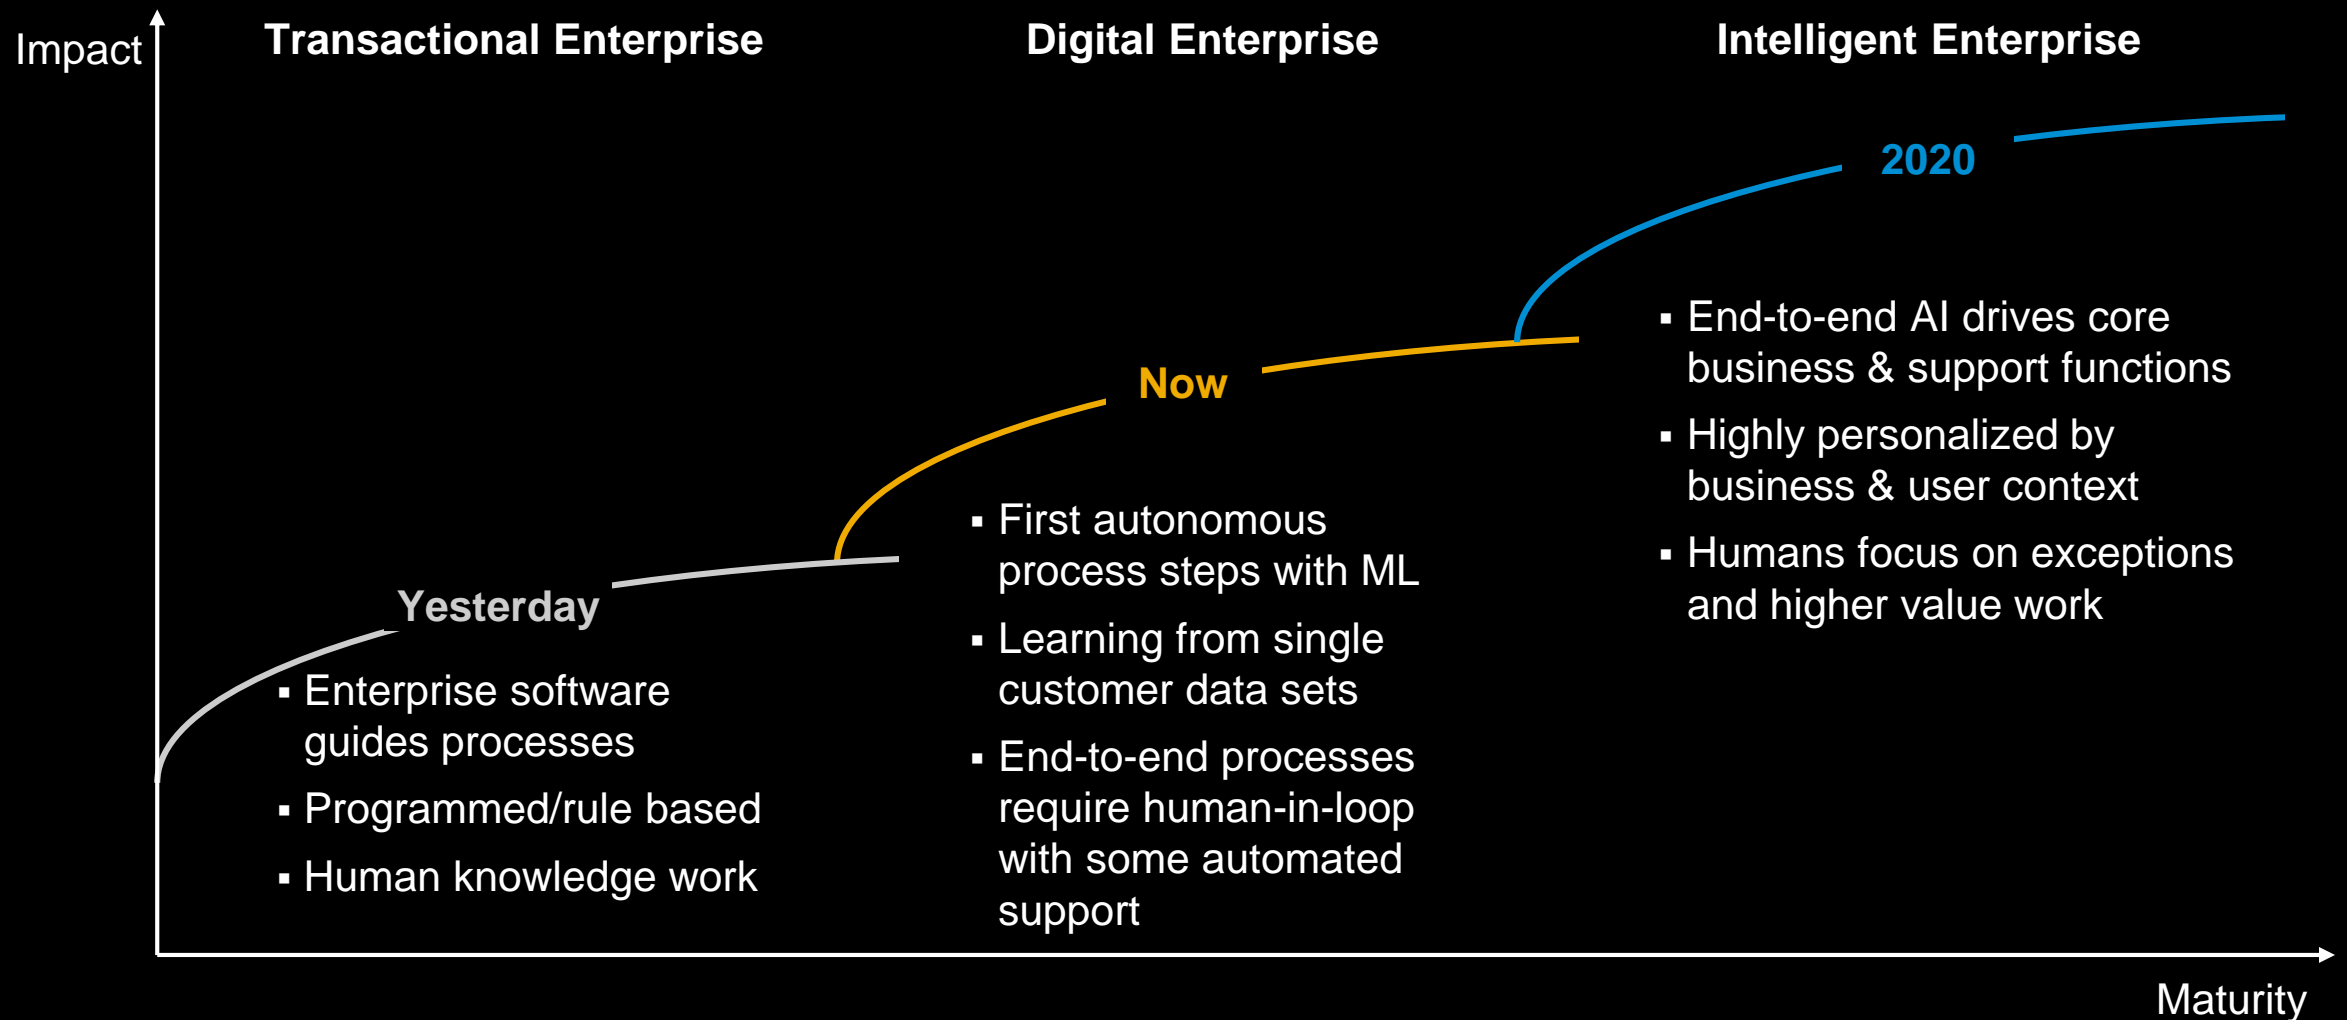 Impact
Transactional Enterprise
Digital Enterprise
Intelligent Enterprise
Yesterday
▪ Enterprise software
guides processes
▪ Programmed/rule based
▪ Human knowledge work
Now
▪ First autonomous
process steps with ML
▪ Learning from single
customer data sets
▪ End-to-end processes
require human-in-loop
with some automated
support
2020
▪ End-to-end AI drives core
business & support functions
▪ Highly personalized by
business & user context
▪ Humans focus on exceptions
and higher value work
Maturity